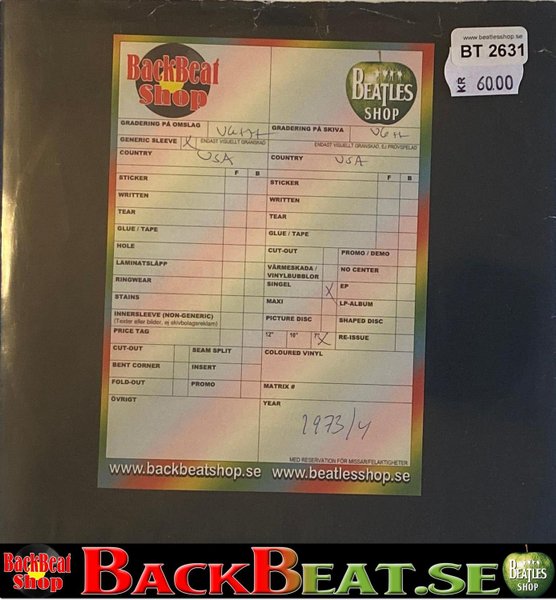 www.beatlesshop.se
BT 2631
KR 60.00
BackBeat
Shop
BEATLES
SHOP
GRADERING PÅ OMSLAG
GRADERING PÅ SKIVA
GENERIC SLEEVE X ENDAST VISUELLT GRANSKAD
ENDAST VISUELLT GRANSKAD, EJ PROVSPELAD
COUNTRY USA
COUNTRY USA
F B
F B
STICKER
STICKER
WRITTEN
WRITTEN
TEAR
TEAR
GLUE / TAPE
GLUE / TAPE
HOLE
CUT-OUT
PROMO / DEMO
LAMINATSLÄPP
VÄRMESKADA /
VINYLBUBBLOR
NO CENTER
RINGWEAR
SINGEL X
EP
STAINS
MAXI
LP-ALBUM
INNERSLEEVE (NON-GENERIC)
(Texter eller bilder, ej skivbolagsreklam)
PICTURE DISC
SHAPED DISC
PRICE TAG
12" 10" 7" X
RE-ISSUE
CUT-OUT
SEAM SPLIT
COLOURED VINYL
BENT CORNER
INSERT
FOLD-OUT
PROMO
MATRIX #
ÖVRIGT
YEAR
1973/4
MED RESERVATION FÖR MISSAR/FELAKTIGHETER
www.backbeatshop.se
www.beatlesshop.se
BackBeat
Shop
BACKBEAT.SE
BEATLES
SHOP